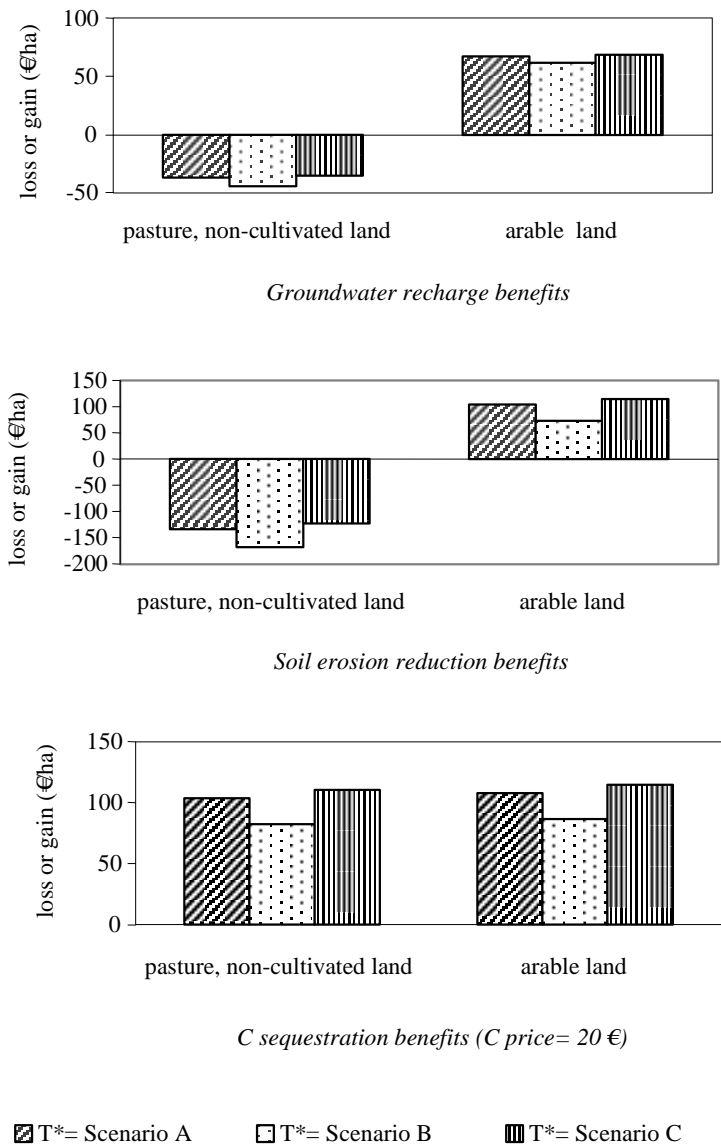 100
50
0
-50
loss or gain (€/ha)
pasture, non-cultivated land
arable land
Groundwater recharge benefits
150
100
50
0
-50
-100
-150
-200
loss or gain (€/ha)
pasture, non-cultivated land
arable land
Soil erosion reduction benefits
150
100
50
0
loss or gain (€/ha)
pasture, non-cultivated land
arable land
C sequestration benefits (C price= 20 €)
T*= Scenario A T*= Scenario B T*= Scenario C